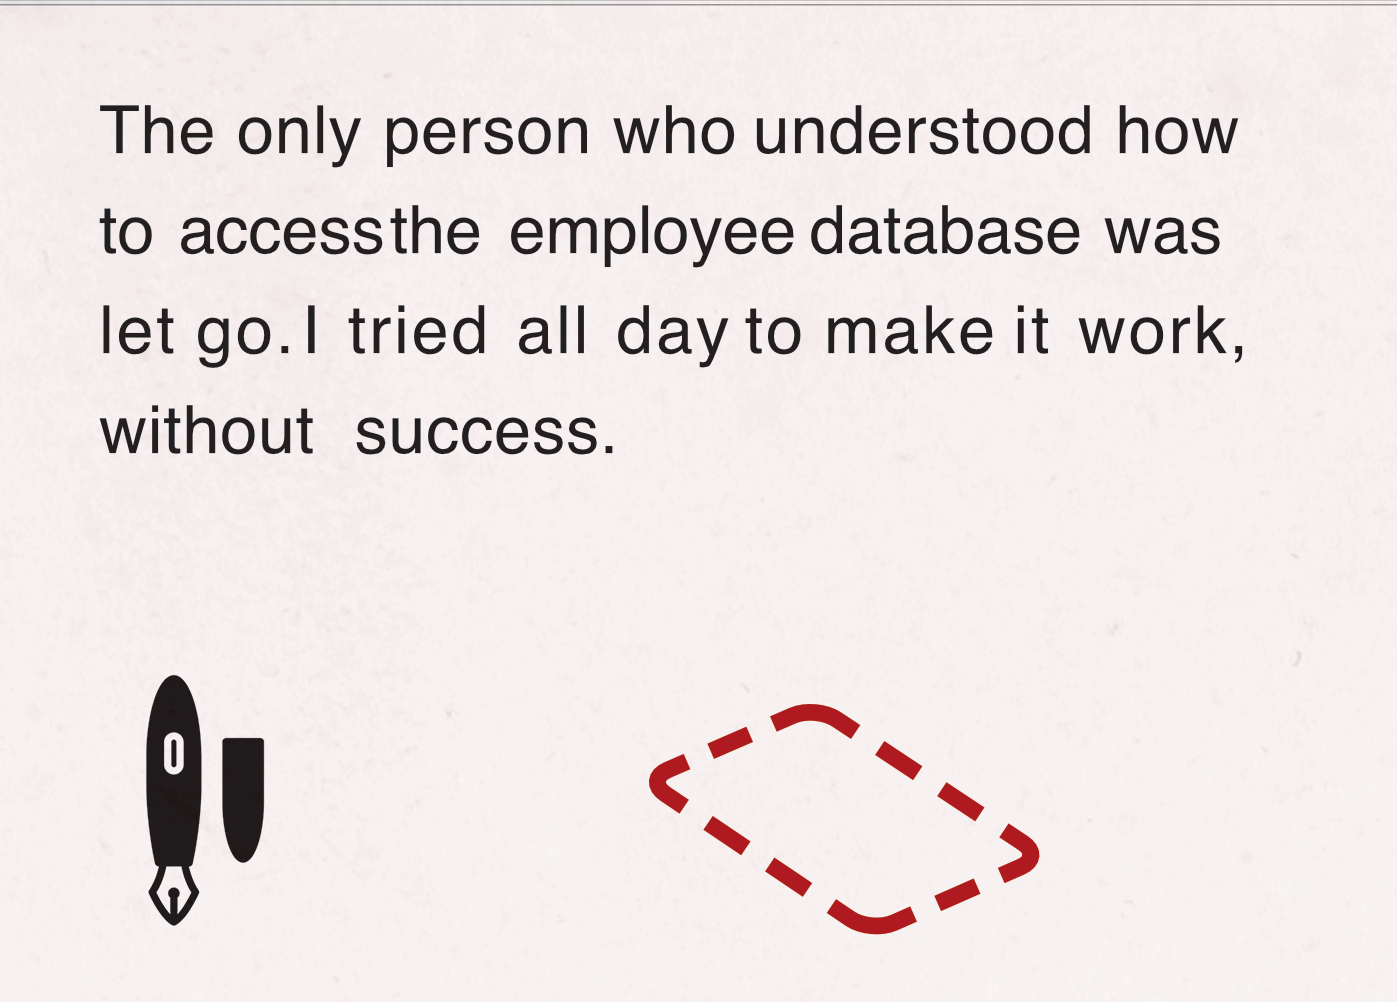 The only person who understood how
to access the employee database was
let go. I tried all day to make it work,
without success.